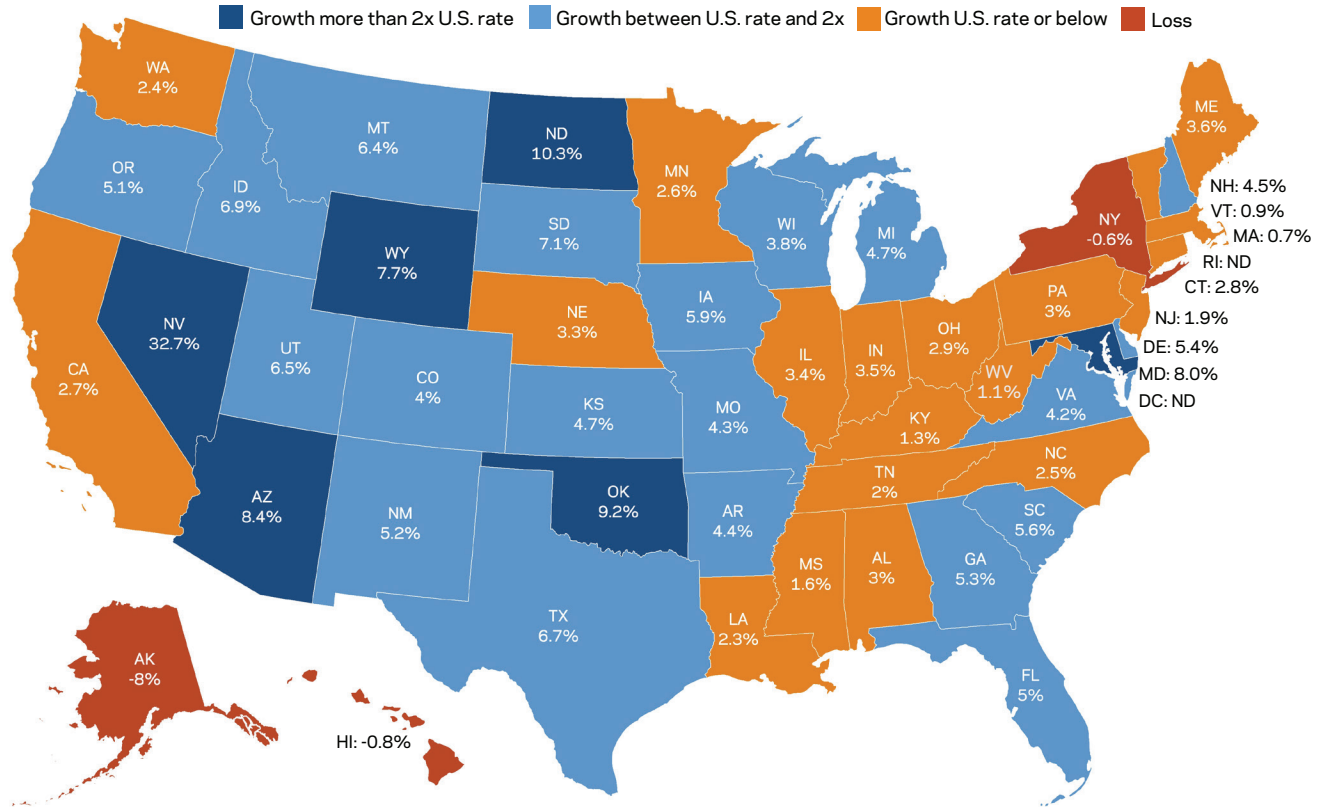 Growth more than 2x U.S. rate
Growth between U.S. rate and 2x
Growth U.S. rate or below
Loss
WA
2.4%
MT
6.4%
ND
10.3%
MN
2.6%
ME
3.6%
OR
5.1%
ID
6.9%
SD
7.1%
WI
3.8%
MI
4.7%
NY
-0.6%
NH: 4.5%
VT: 0.9%
MA: 0.7%
RI: ND
CT: 2.8%
WY
7.7%
NE
3.3%
IA
5.9%
PA
3%
NJ: 1.9%
DE: 5.4%
MD: 8.0%
DC: ND
NV
32.7%
UT
6.5%
CO
4%
IL
3.4%
IN
3.5%
OH
2.9%
WV
1.1%
VA
4.2%
CA
2.7%
KS
4.7%
MO
4.3%
KY
1.3%
NC
2.5%
TN
2%
AZ
8.4%
NM
5.2%
OK
9.2%
AR
4.4%
SC
5.6%
MS
1.6%
AL
3%
GA
5.3%
TX
6.7%
LA
2.3%
FL
5%
AK
-8%
HI: -0.8%